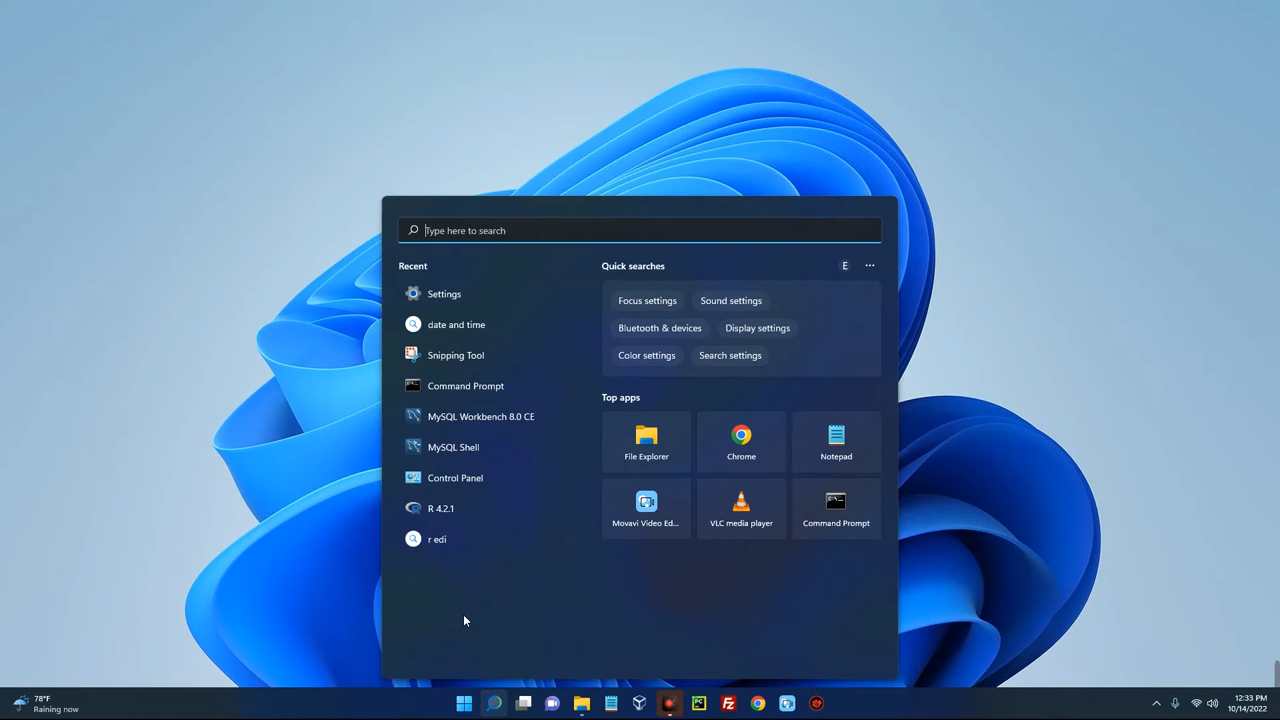 Type here to search
Recent
Settings
date and time
Snipping Tool
Command Prompt
MySQL Workbench 8.0 CE
MySQL Shell
Control Panel
R 4.2.1
r edi
Quick searches
E
Focus settings
Sound settings
Bluetooth & devices
Display settings
Color settings
Search settings
Top apps
File Explorer
Chrome
Notepad
Movavi Video Ed...
VLC media player
Command Prompt
78°F
Raining now
PC
FZ
12:33 PM
10/14/2022